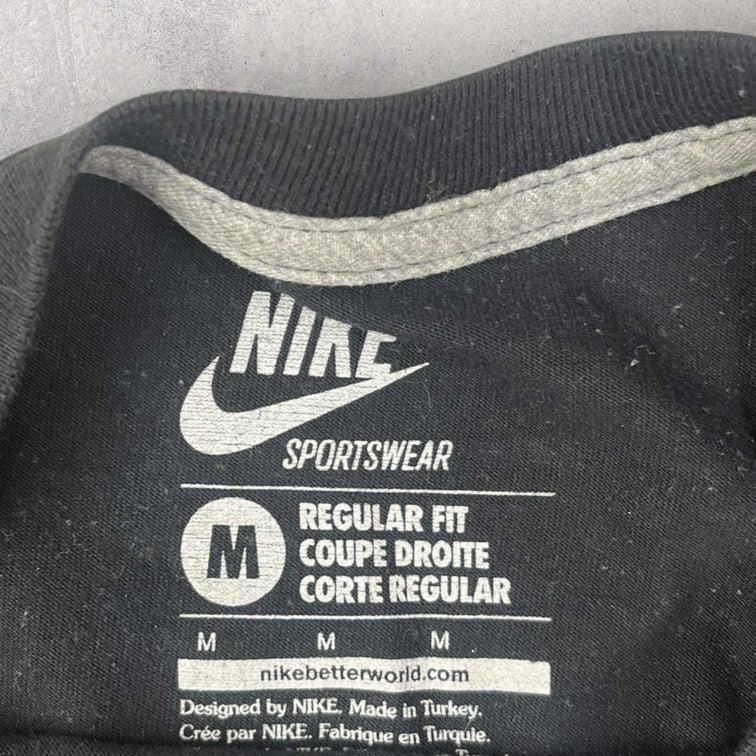 NIKE
SPORTSWEAR
M
REGULAR FIT
COUPE DROITE
CORTE REGULAR
M M M
nikebetterworld.com
Designed by NIKE. Made in Turkey.
Crée par NIKE. Fabrique en Turquie.